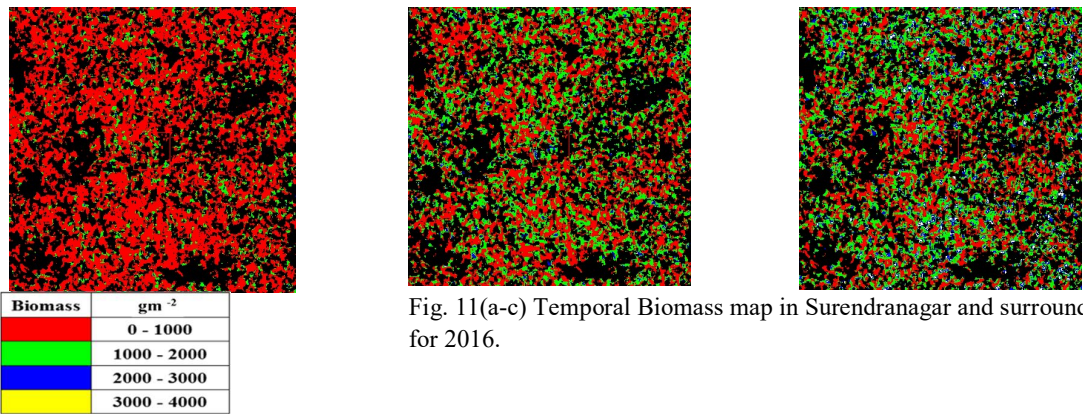 Biomass gm -2
0 - 1000
1000 - 2000
2000 - 3000
3000 - 4000
Fig. 11(a-c) Temporal Biomass map in Surendranagar and surround
for 2016.